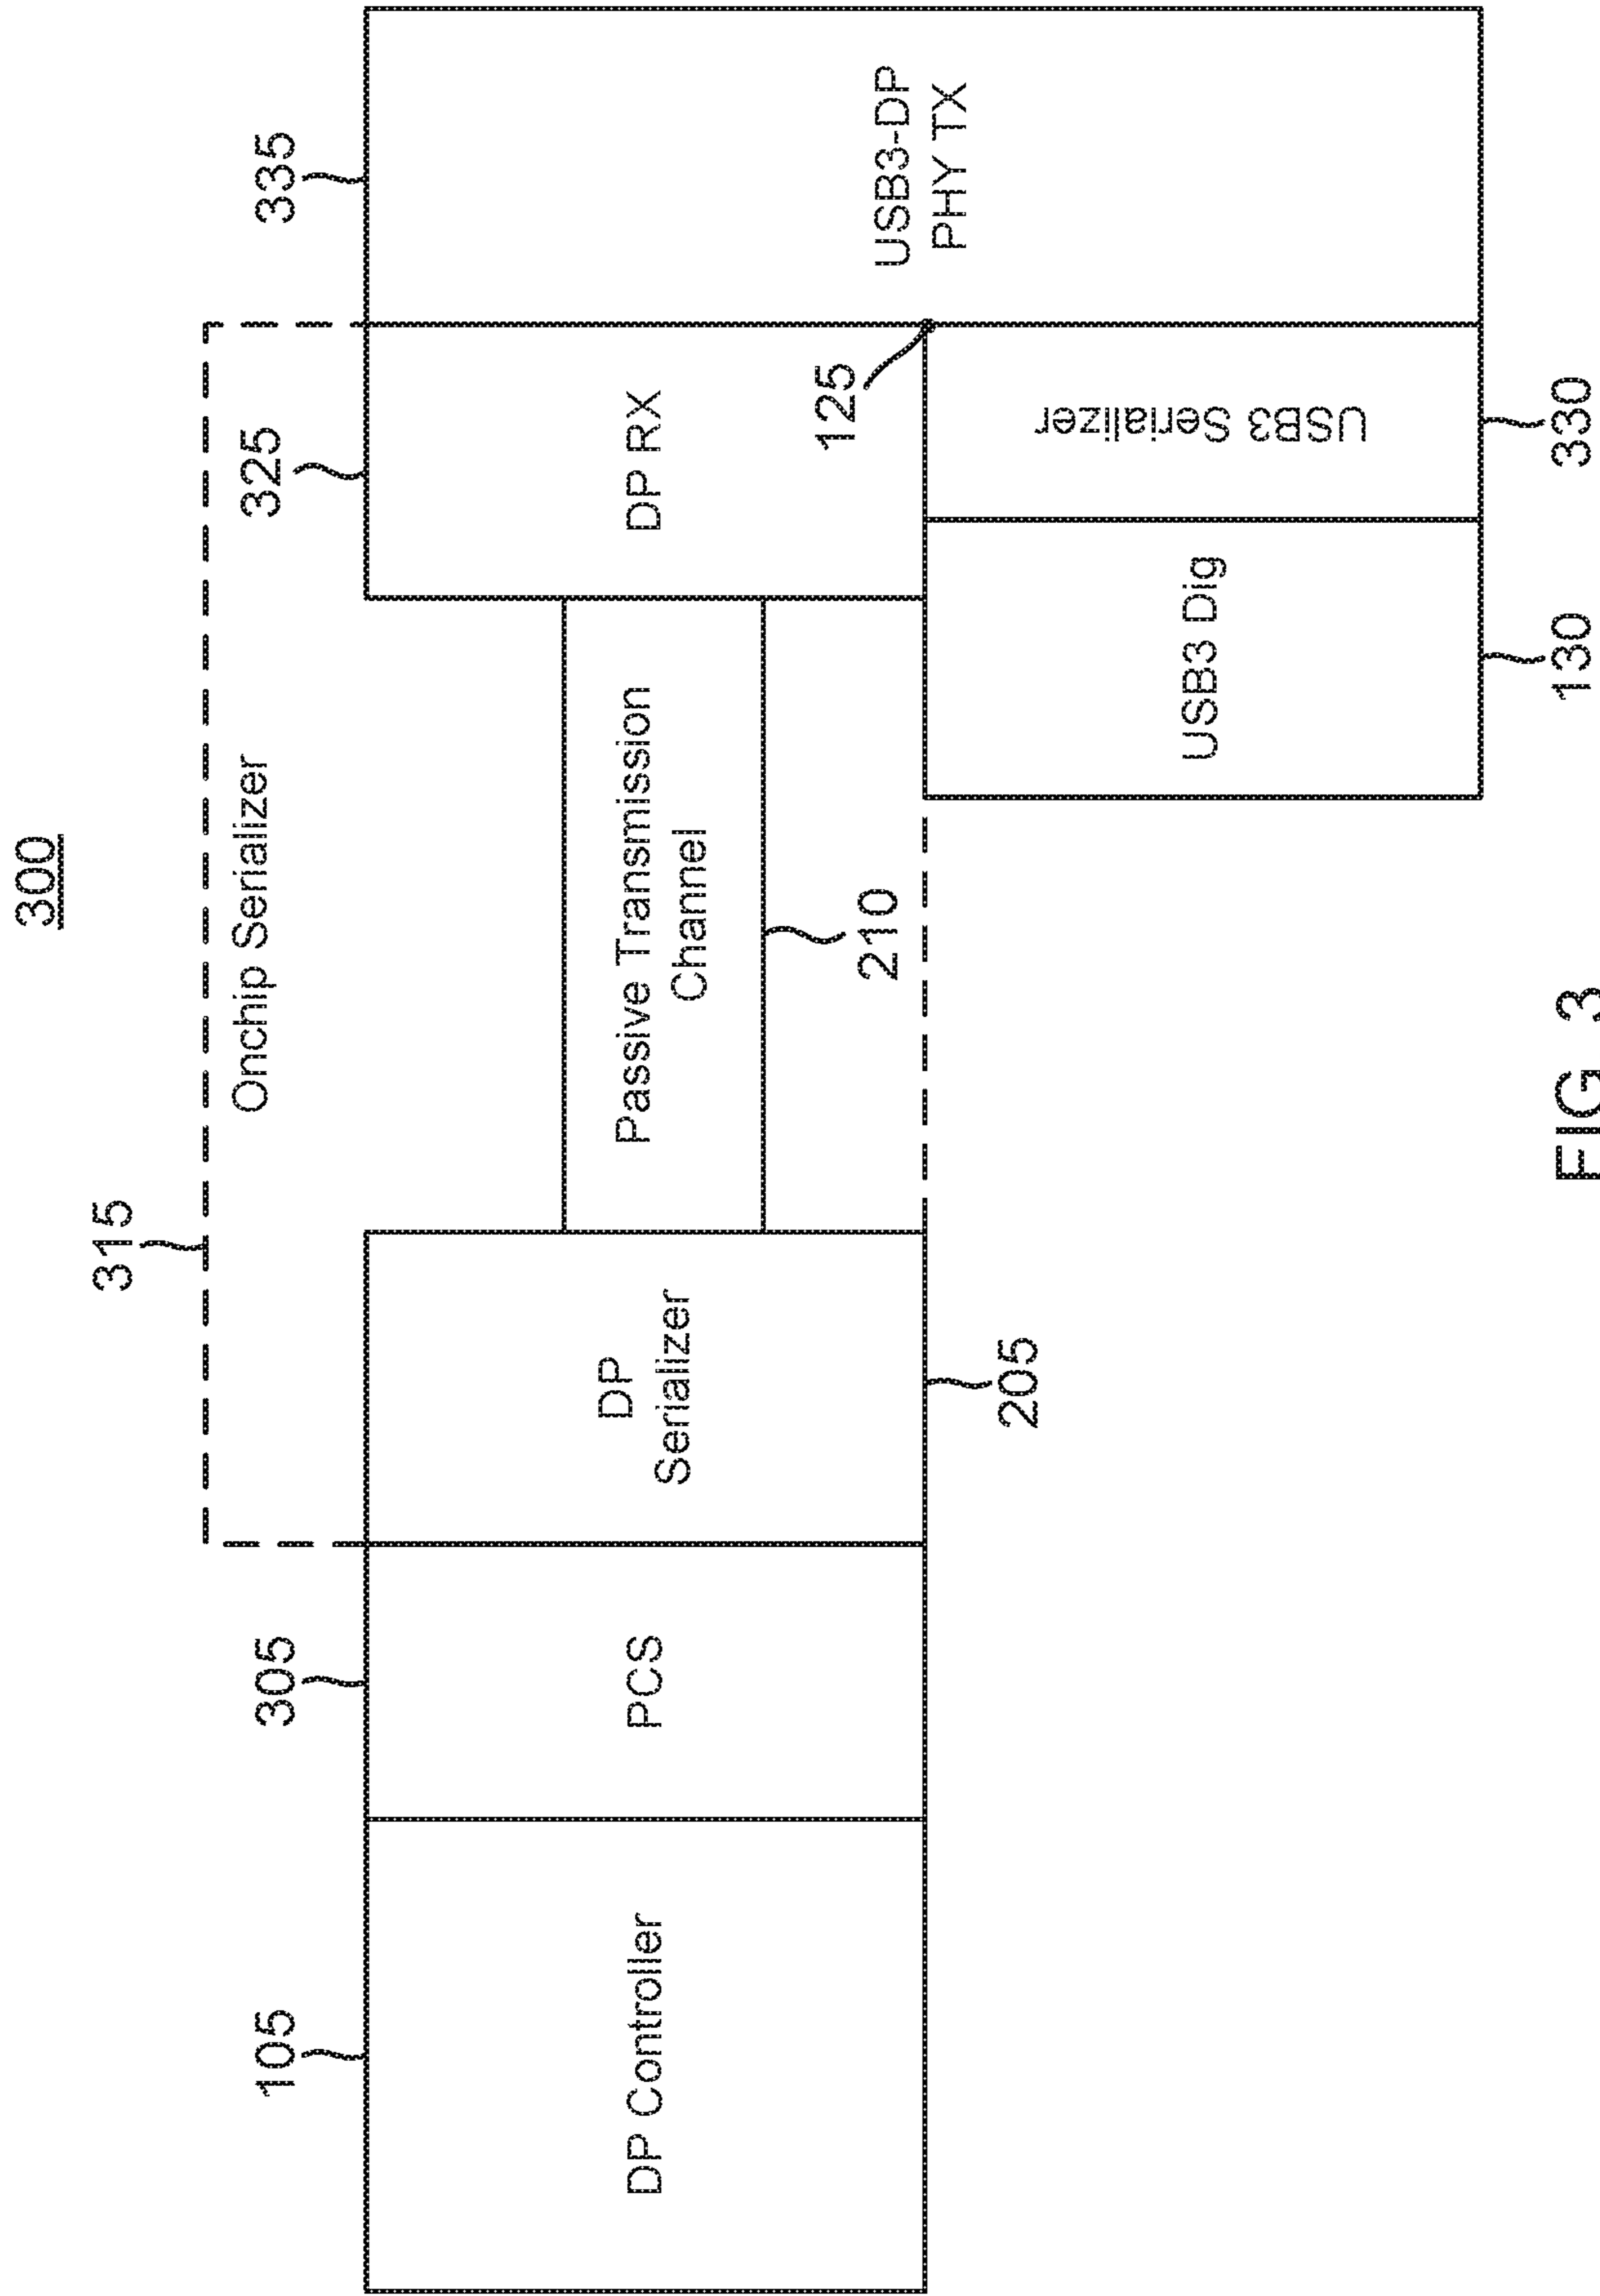 300
315
Onchip Serializer
105
305
325
335
DP Controller
PCS
DP
Serializer
Passive Transmission
Channel
DP RX
USB3-DP
PHY TX
125
210
205
USB3 Dig
USB3 Serializer
130
330
FIG. 3